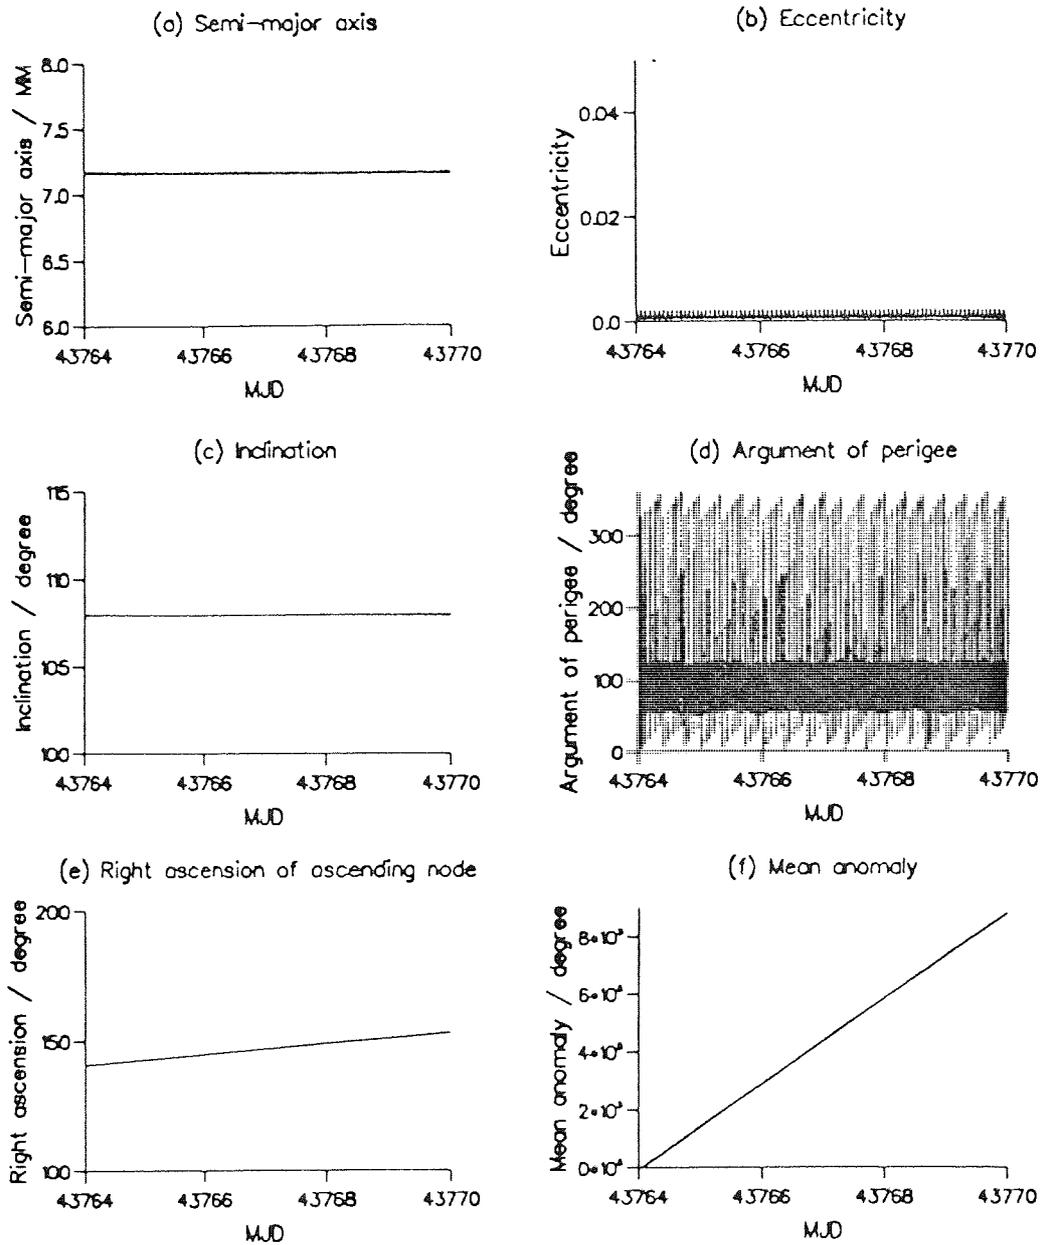 (a) Semi-major axis
Semi-major axis / MM
8.0
7.5
7.0
6.5
6.0
43764
43766
43768
43770
MJD
(b) Eccentricity
Eccentricity
0.04
0.02
0.0
43764
43766
43768
43770
MJD
(c) Inclination
Inclination / degree
115
110
105
100
43764
43766
43768
43770
MJD
(d) Argument of perigee
Argument of perigee / degree
300
200
100
0
43764
43766
43768
43770
MJD
(e) Right ascension of ascending node
Right ascension / degree
200
150
100
43764
43766
43768
43770
MJD
(f) Mean anomaly
Mean anomaly / degree
43764
43766
43768
43770
MJD